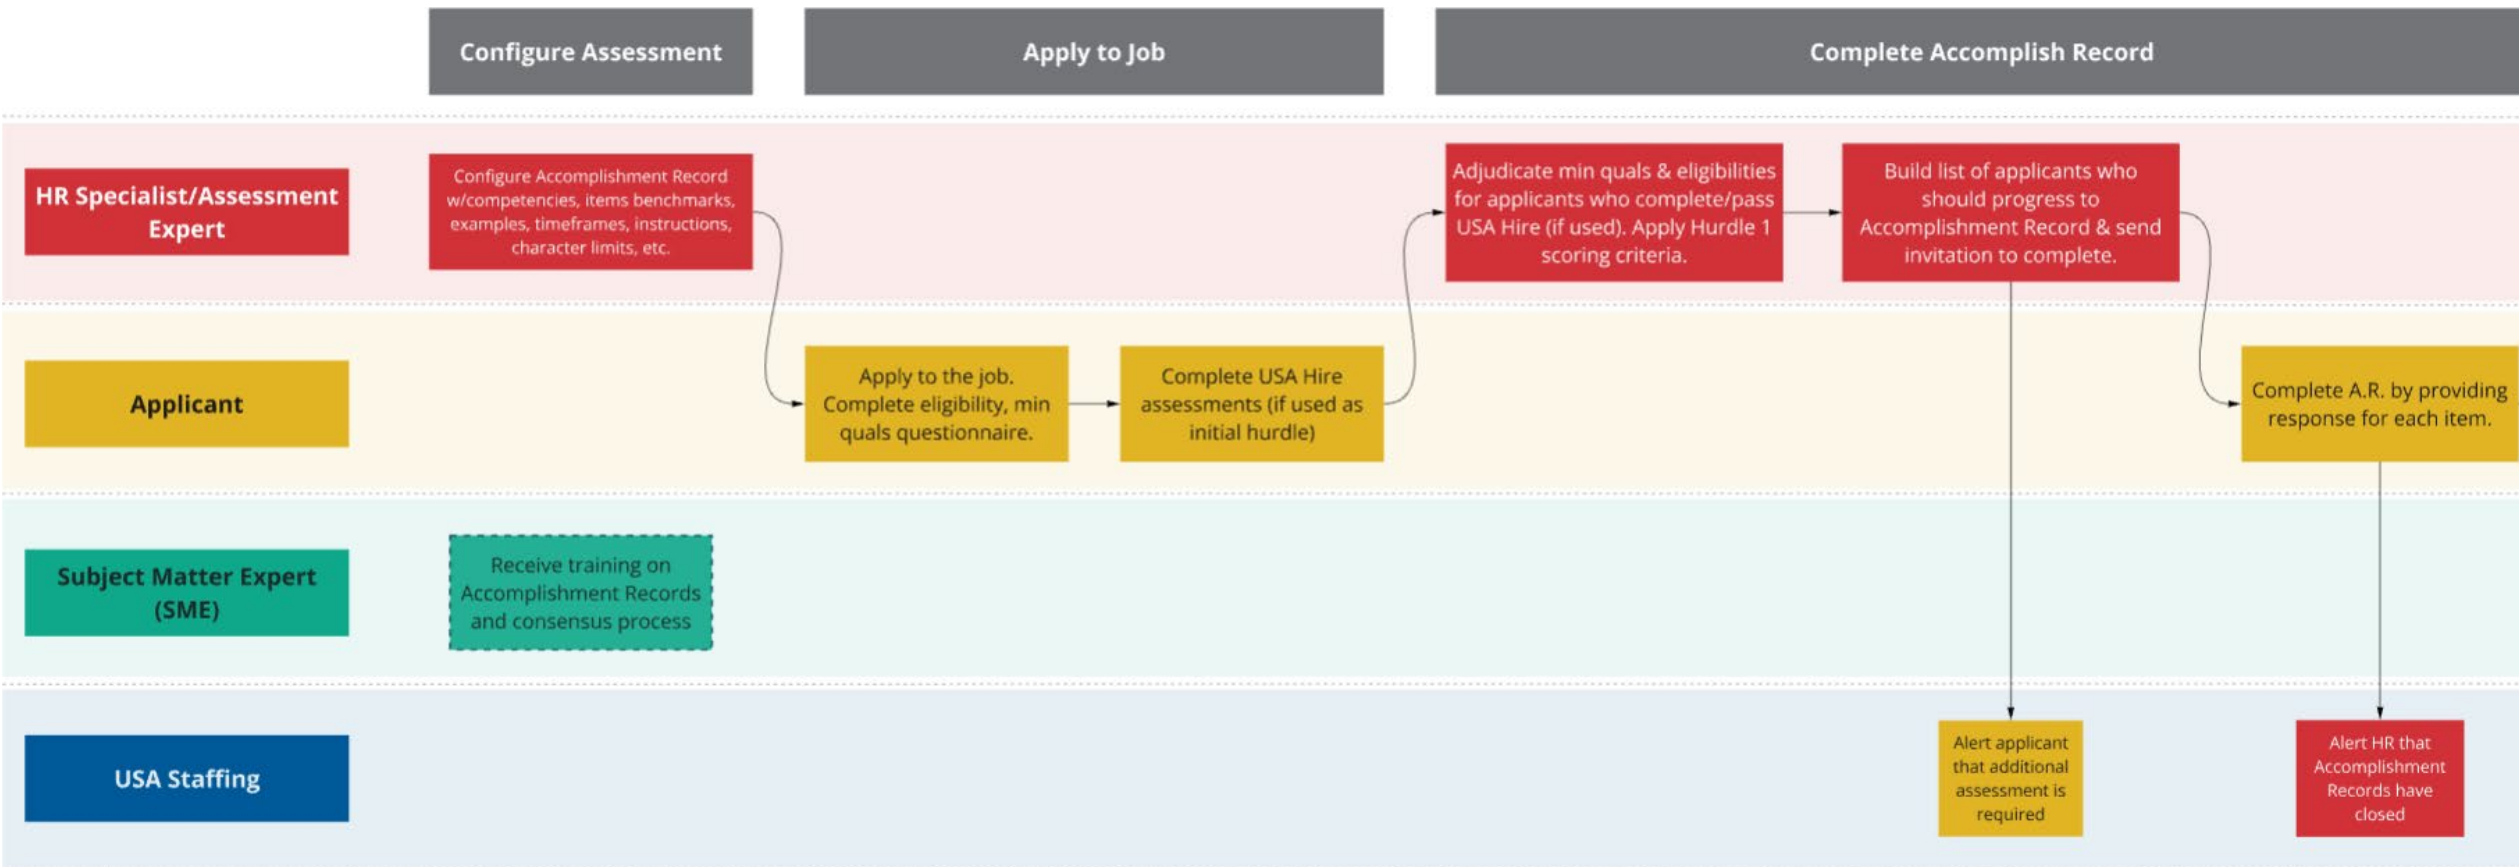 Configure Assessment
Apply to Job
Complete Accomplish Record
HR Specialist/Assessment
Expert
Configure Accomplishment Record
w/competencies, items benchmarks,
examples, timeframes, instructions,
character limits, etc.
Adjudicate min quals & eligibilities
for applicants who complete/pass
USA Hire (if used). Apply Hurdle 1
scoring criteria.
Build list of applicants who
should progress to
Accomplishment Record & send
invitation to complete.
Applicant
Apply to the job.
Complete eligibility, min
quals questionnaire.
Complete USA Hire
assessments (if used as
initial hurdle)
Complete A.R. by providing
response for each item.
Subject Matter Expert
(SME)
Receive training on
Accomplishment Records
and consensus process
USA Staffing
Alert applicant
that additional
assessment is
required
Alert HR that
Accomplishment
Records have
closed